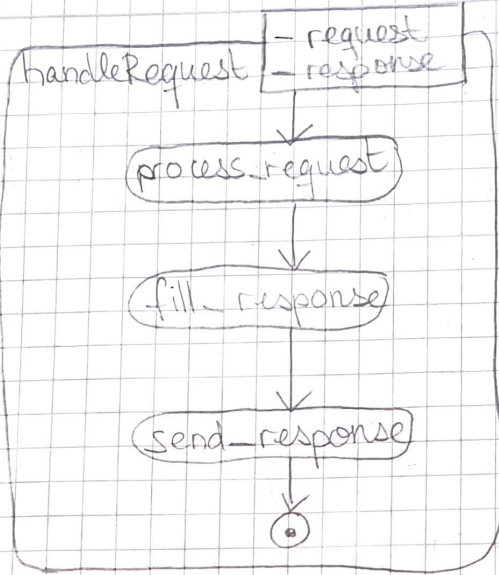 - request
- response
handleRequest
process_request
fill_response
send_response